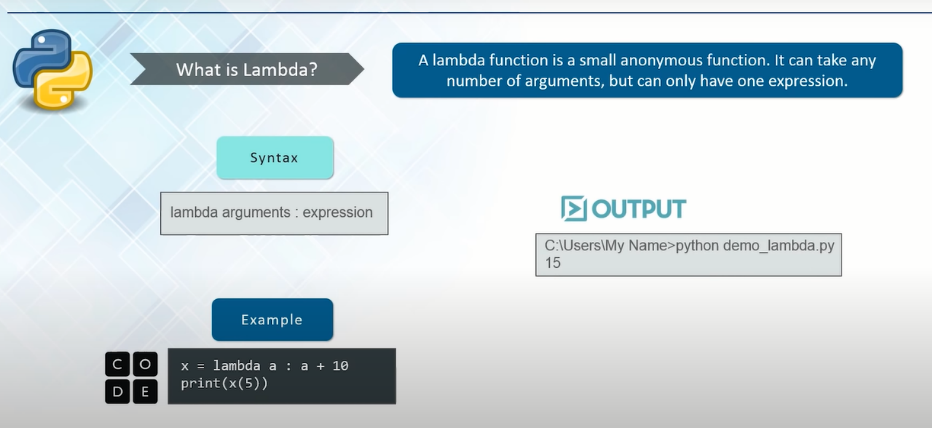 What is Lambda?
A lambda function is a small anonymous function. It can take any
number of arguments, but can only have one expression.
Syntax
lambda arguments : expression
OUTPUT
C:\Users\My Name>python demo_lambda.py
15
Example
C O
D E
x = lambda a : a + 10
print(x(5))